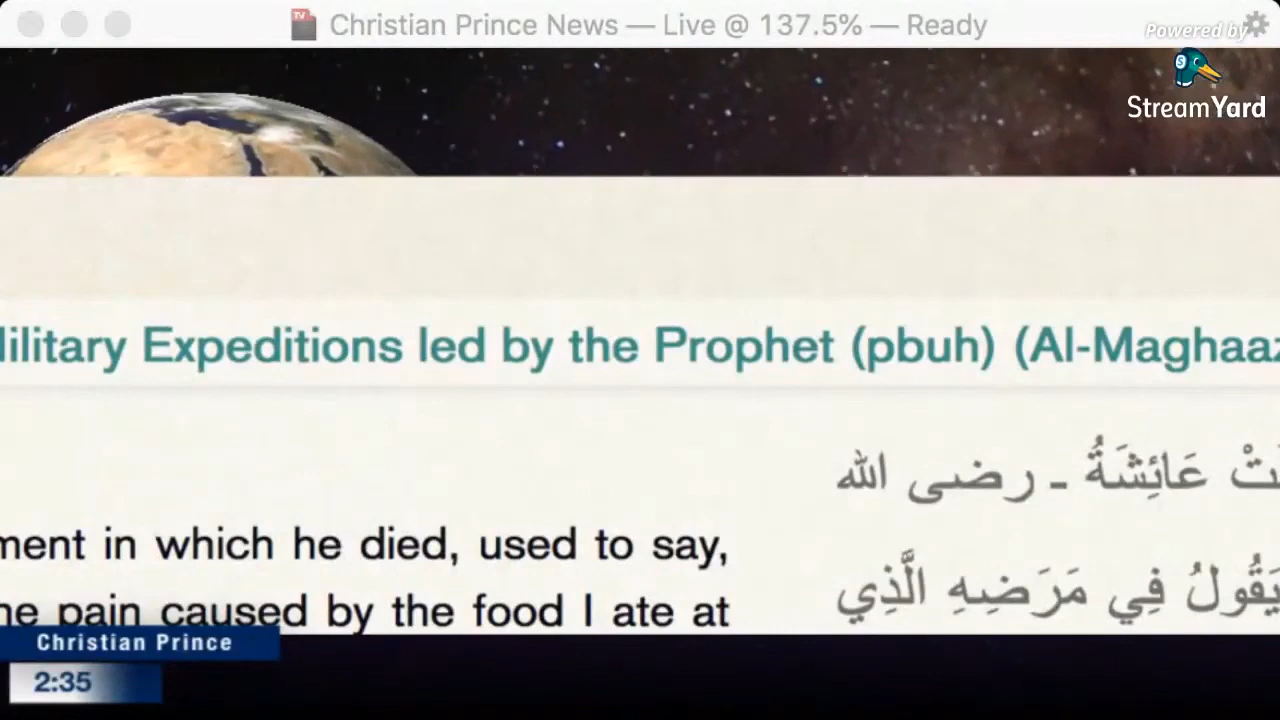 Christian Prince News — Live @ 137.5% — Ready
Powered by
StreamYard
Military Expeditions led by the Prophet (pbuh) (Al-Maghaaz
عَائِشَةُ ـ رضى الله
ment in which he died, used to say,
يَقُولُ فِي مَرَضِهِ الَّذِي
he pain caused by the food I ate at
Christian Prince
2:35